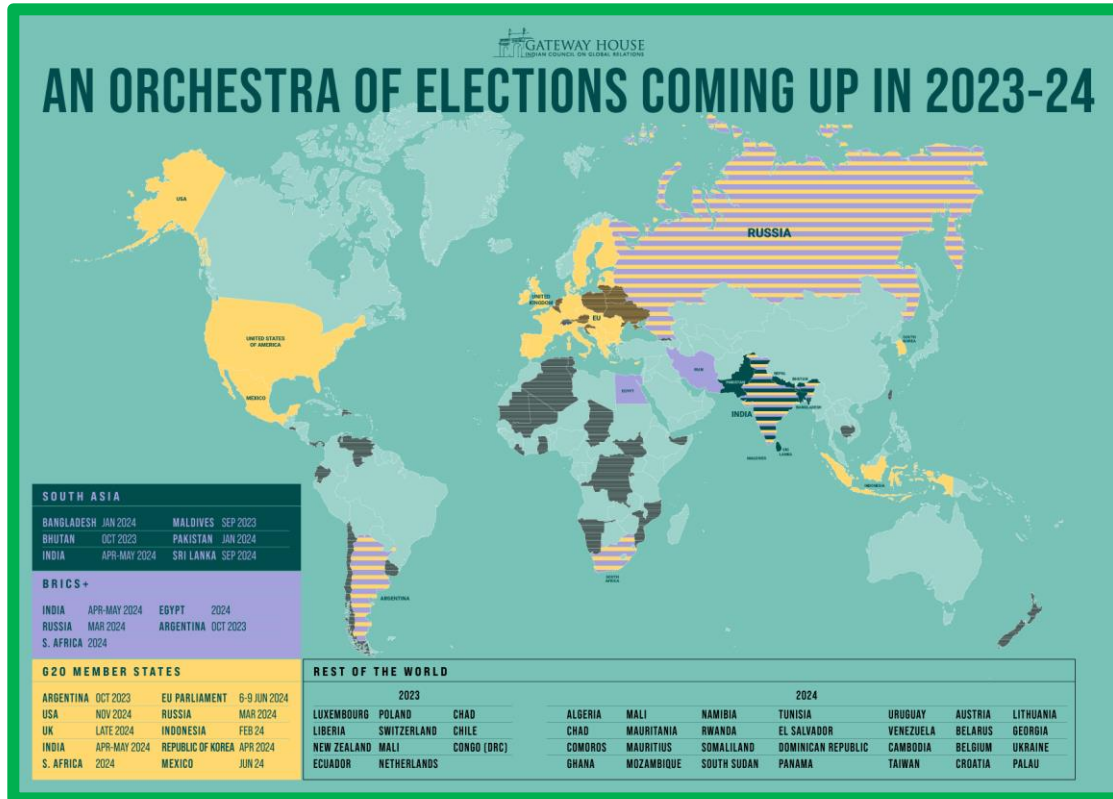 GATEWAY HOUSE
INDIAN COUNCIL ON GLOBAL RELATIONS
AN ORCHESTRA OF ELECTIONS COMING UP IN 2023-24
USA
RUSSIA
UNITED KINGDOM
EU
UNITED STATES OF AMERICA
SOUTH KOREA
MEXICO
IRAN
PAKISTAN
NEPAL
BHUTAN
EGYPT
BANGLADESH
INDIA
SRI LANKA
MALDIVES
INDONESIA
SOUTH AFRICA
ARGENTINA
SOUTH ASIA
BANGLADESH JAN 2024 MALDIVES SEP 2023
BHUTAN OCT 2023 PAKISTAN JAN 2024
INDIA APR-MAY 2024 SRI LANKA SEP 2024
BRICS+
INDIA APR-MAY 2024 EGYPT 2024
RUSSIA MAR 2024 ARGENTINA OCT 2023
S. AFRICA 2024
G20 MEMBER STATES
ARGENTINA OCT 2023 EU PARLIAMENT 6-9 JUN 2024
USA NOV 2024 RUSSIA MAR 2024
UK LATE 2024 INDONESIA FEB 24
INDIA APR-MAY 2024 REPUBLIC OF KOREA APR 2024
S. AFRICA 2024 MEXICO JUN 24
REST OF THE WORLD
2023
LUXEMBOURG POLAND CHAD
LIBERIA SWITZERLAND CHILE
NEW ZEALAND MALI CONGO (DRC)
ECUADOR NETHERLANDS
2024
ALGERIA MALI NAMIBIA TUNISIA URUGUAY AUSTRIA LITHUANIA
CHAD MAURITANIA RWANDA EL SALVADOR VENEZUELA BELARUS GEORGIA
COMOROS MAURITIUS SOMALILAND DOMINICAN REPUBLIC CAMBODIA BELGIUM UKRAINE
GHANA MOZAMBIQUE SOUTH SUDAN PANAMA TAIWAN CROATIA PALAU